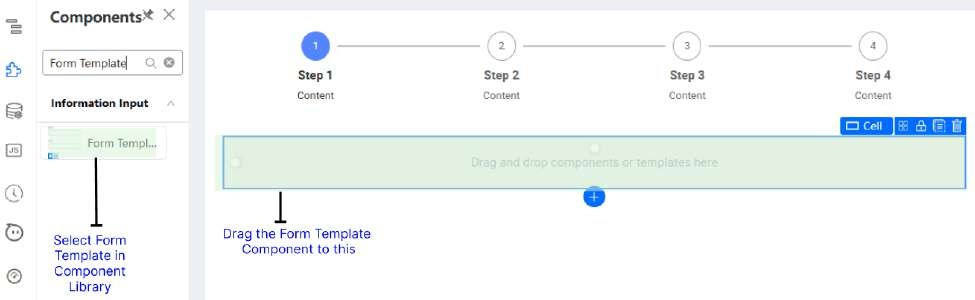 Components
Form Template
Information Input
Form Templ...
JS
Select Form
Template in
Component
Library
1
2
3
4
Step 1
Step 2
Step 3
Step 4
Content
Content
Content
Content
Cell
Drag and drop components or templates here
Drag the Form Template
Component to this